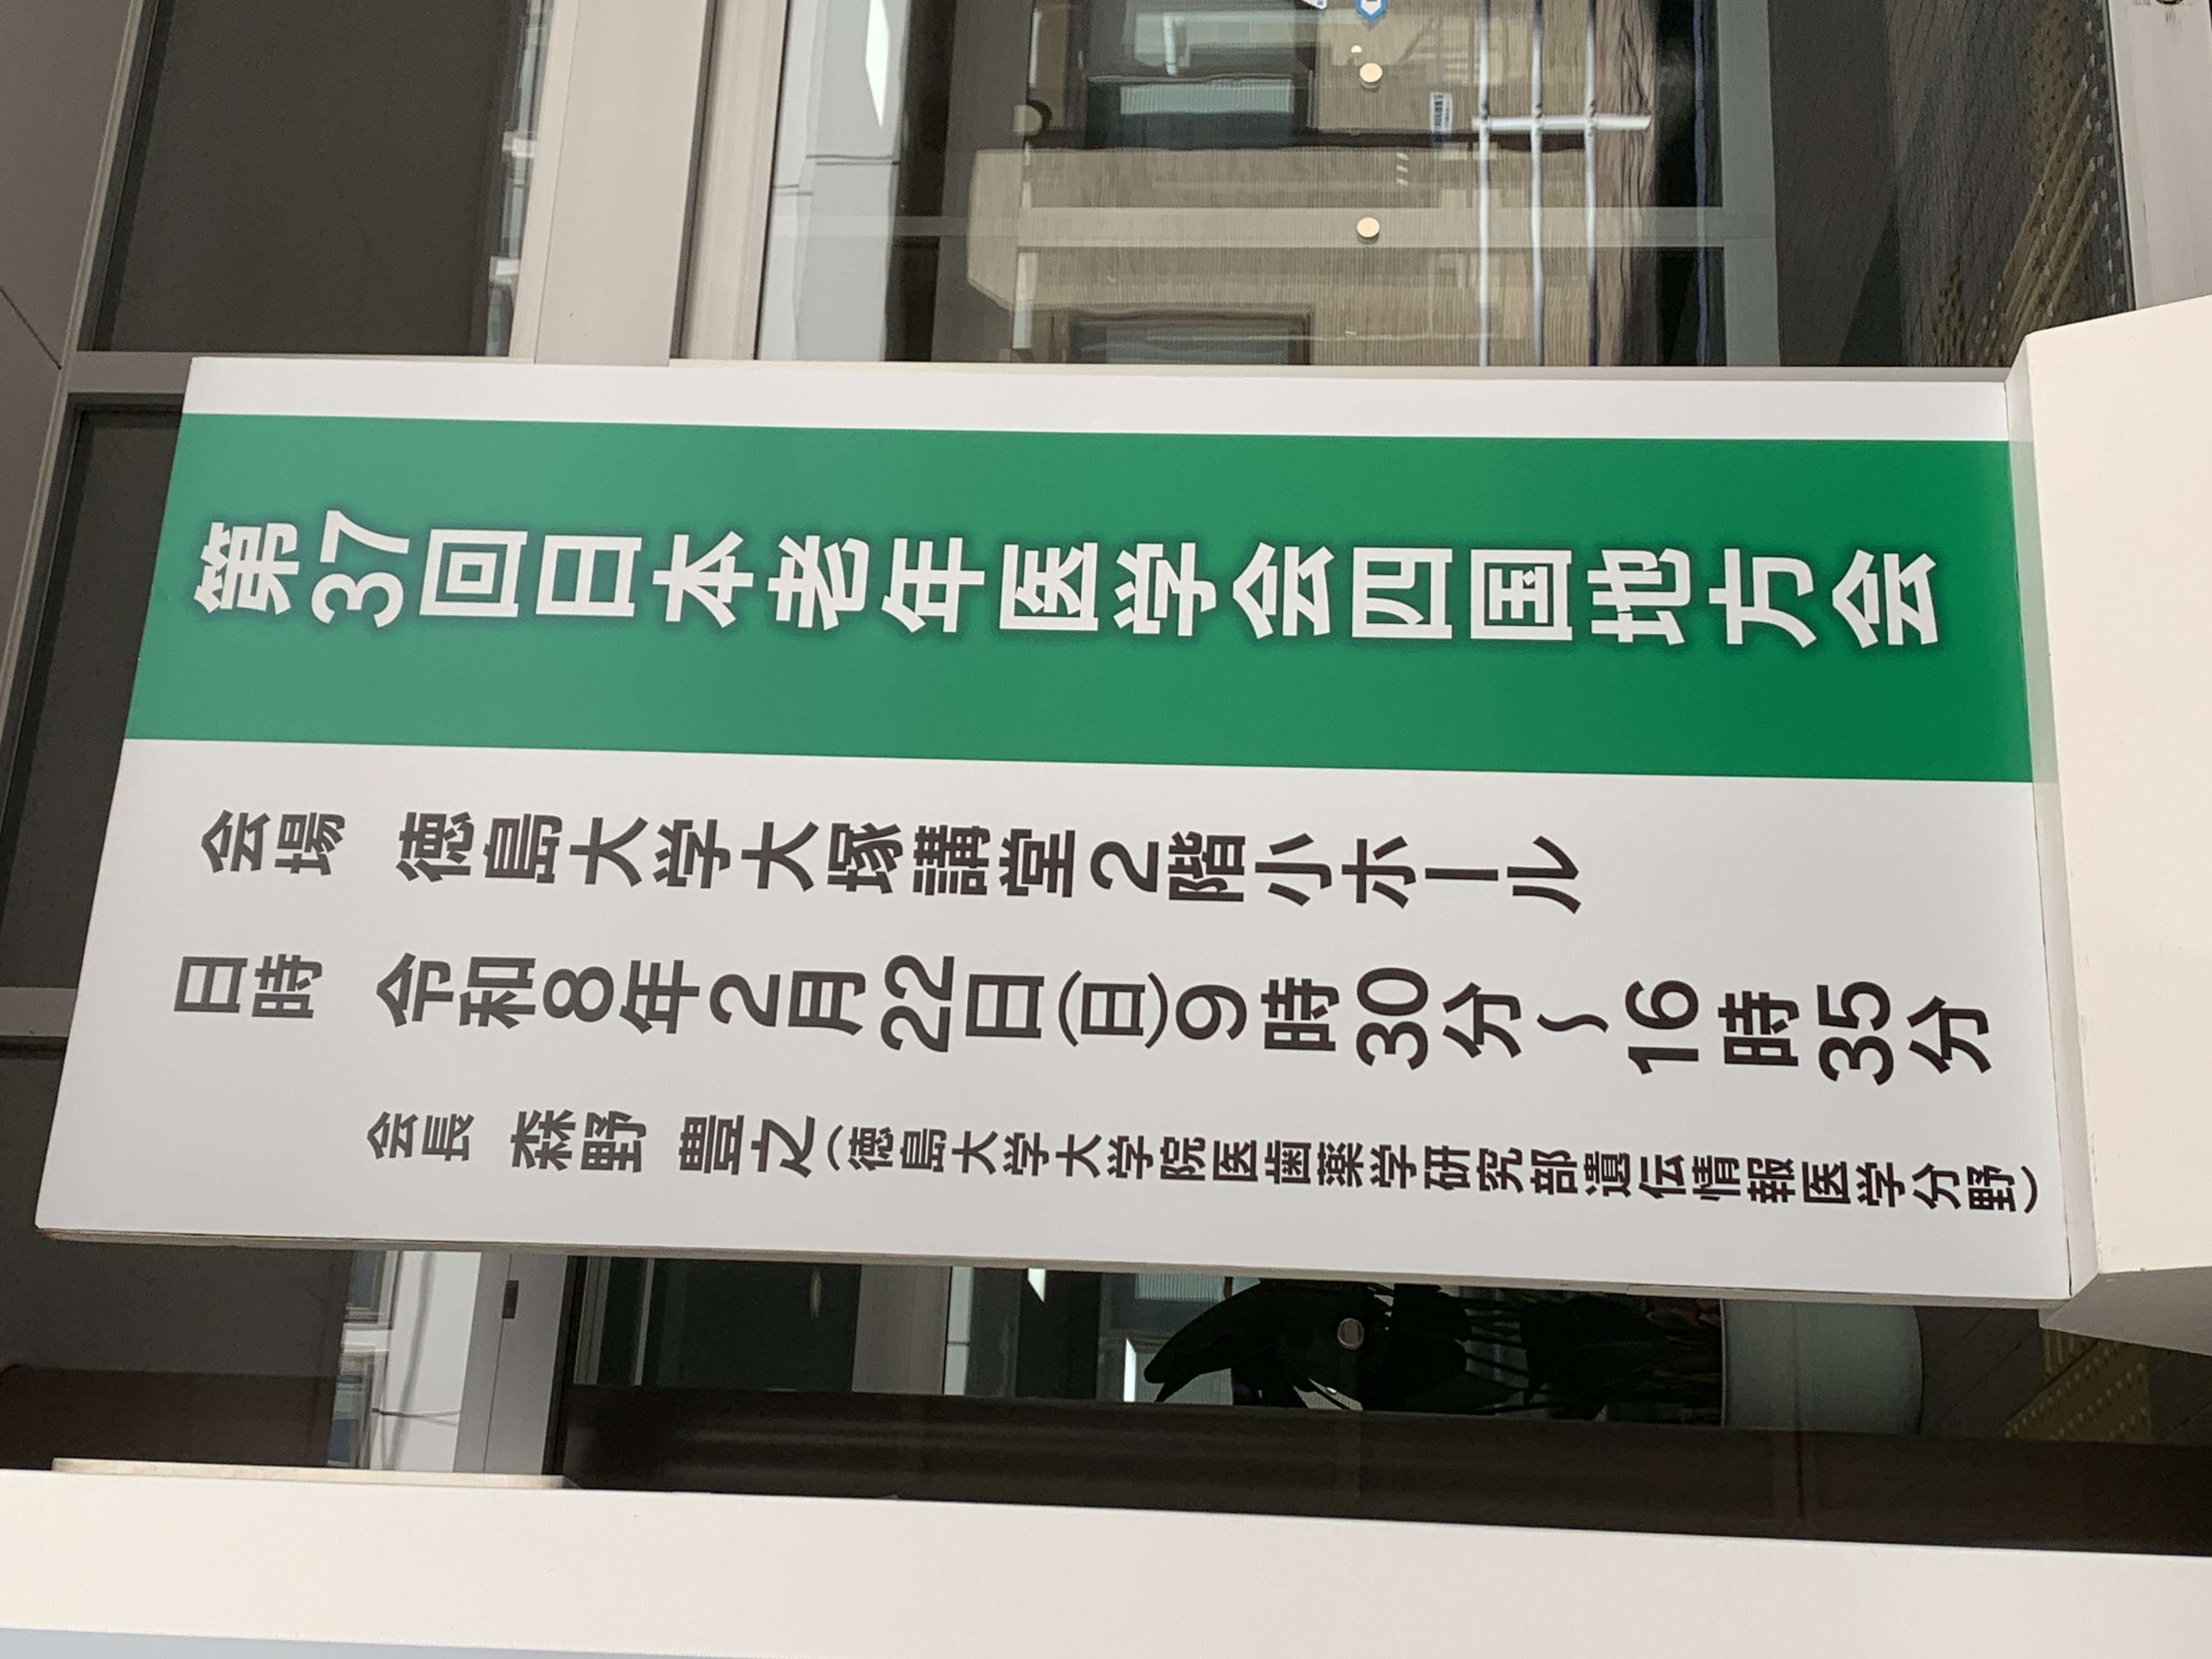 第37回日本老年医学会四国地方会
会場　徳島大学大塚講堂2階小ホール
日時　令和8年2月22日(日)9時30分～16時35分
会長　森野　豊之(徳島大学大学院医歯薬学研究部遺伝情報医学分野)